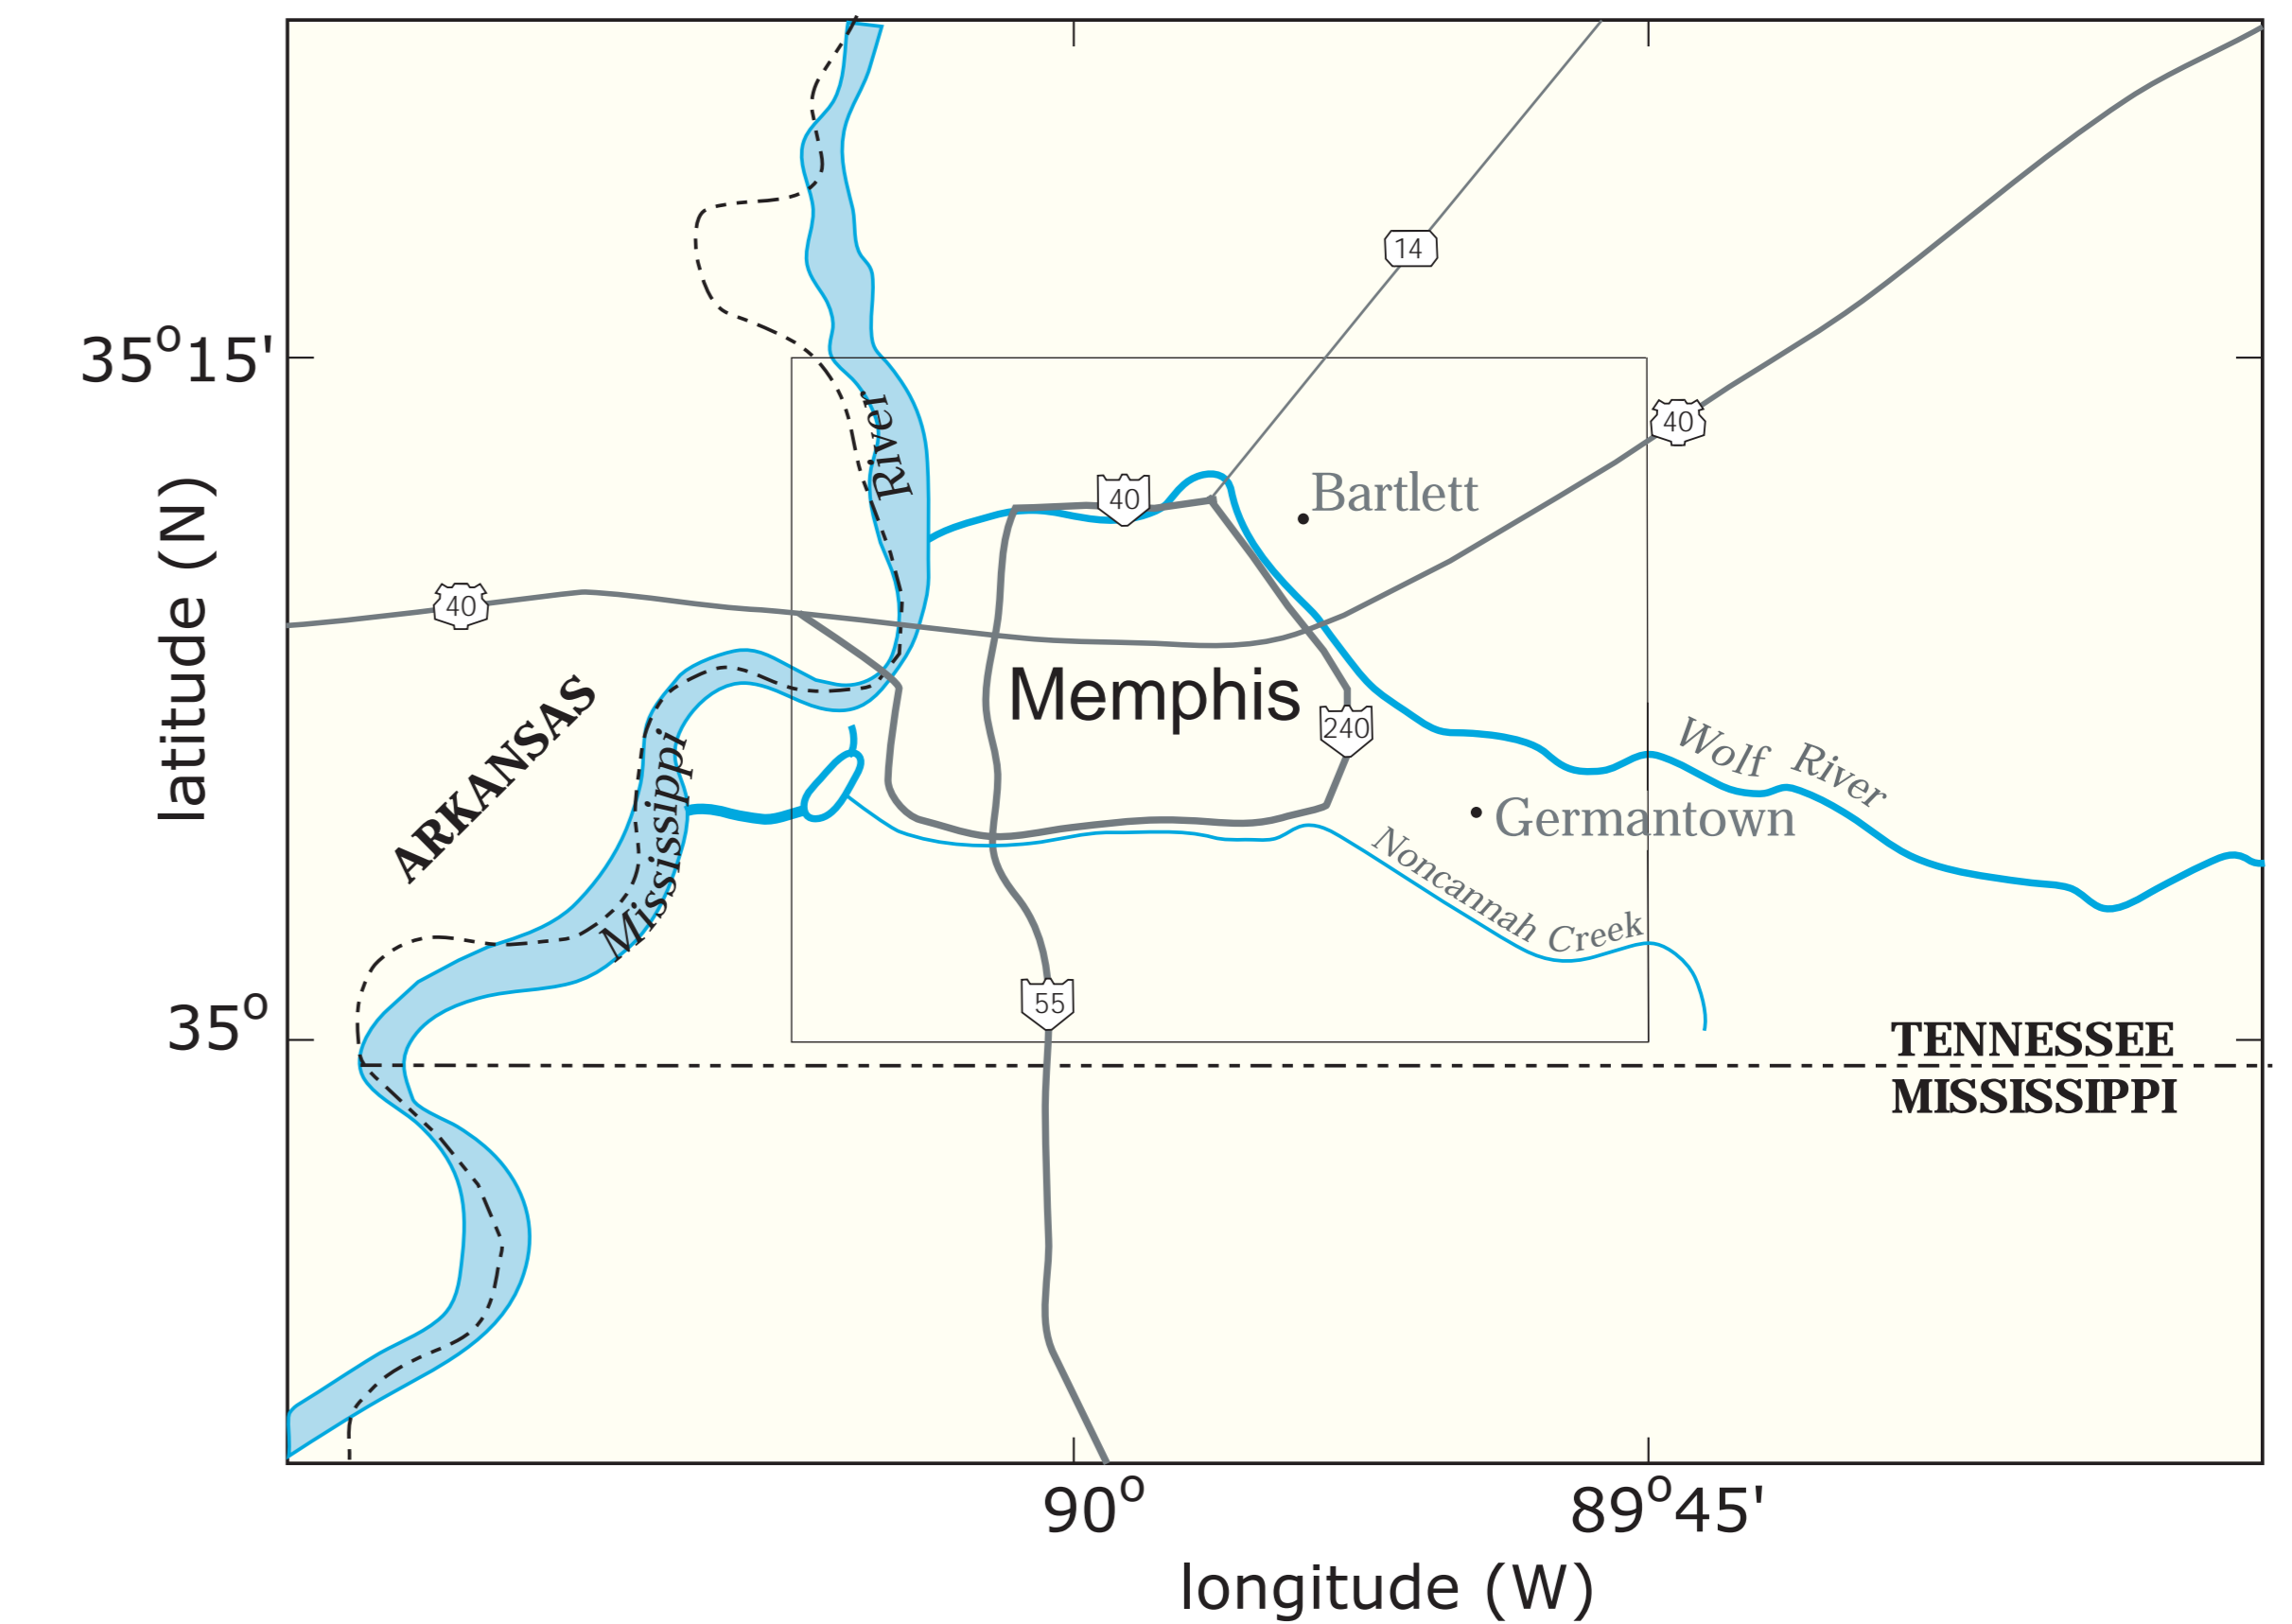 14
35°15'
River
40
Bartlett
40
latitude (N)
40
Memphis
ARKANSAS
240
Wolf River
Mississippi
Germantown
Noncannah Creek
55
35°
TENNESSEE
MISSISSIPPI
90°
89°45'
longitude (W)